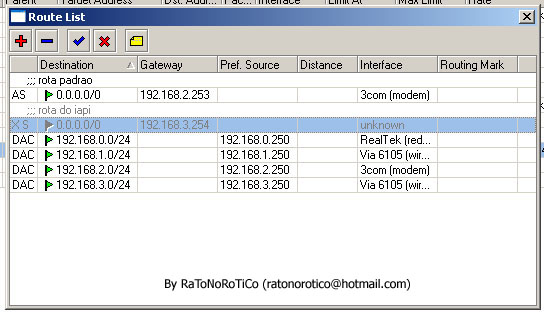 Parent Target Address Dst. Addr... Pac... Interface Limit At Max Limit Rate
Route List
Destination Gateway Pref. Source Distance Interface Routing Mark
;;; rota padrao
AS 0.0.0.0/0 192.168.2.253 3com (modem)
;;; rota do iapi
X S 0.0.0.0/0 192.168.3.254 unknown
DAC 192.168.0.0/24 192.168.0.250 RealTek (red...
DAC 192.168.1.0/24 192.168.1.250 Via 6105 (wir...
DAC 192.168.2.0/24 192.168.2.250 3com (modem)
DAC 192.168.3.0/24 192.168.3.250 Via 6105 (wir...
By RaToNoRoTiCo (ratonorotico@hotmail.com)